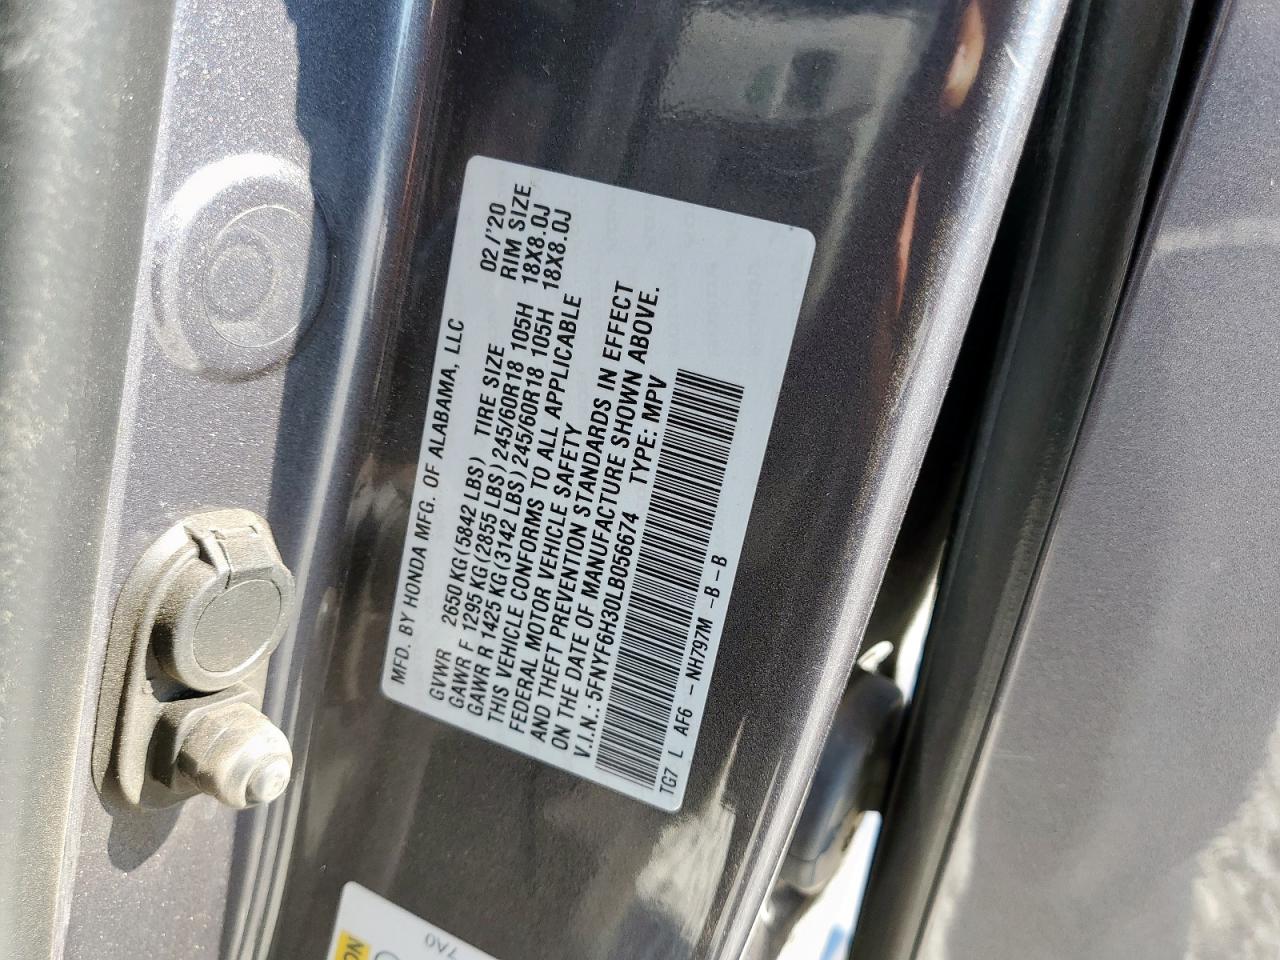 MFD. BY HONDA MFG. OF ALABAMA, LLC 02/'20
GVWR 2650 KG(5842 LBS) TIRE SIZE RIM SIZE
GAWR F 1295 KG(2855 LBS) 245/60R18 105H 18X8.0J
GAWR R 1425 KG(3142 LBS) 245/60R18 105H 18X8.0J
THIS VEHICLE CONFORMS TO ALL APPLICABLE
FEDERAL MOTOR VEHICLE SAFETY
AND THEFT PREVENTION STANDARDS IN EFFECT
ON THE DATE OF MANUFACTURE SHOWN ABOVE.
V.I.N.: 5FNYF6H30LB056674 TYPE: MPV
TG7 L AF6 -NH797M -B-B
7A0